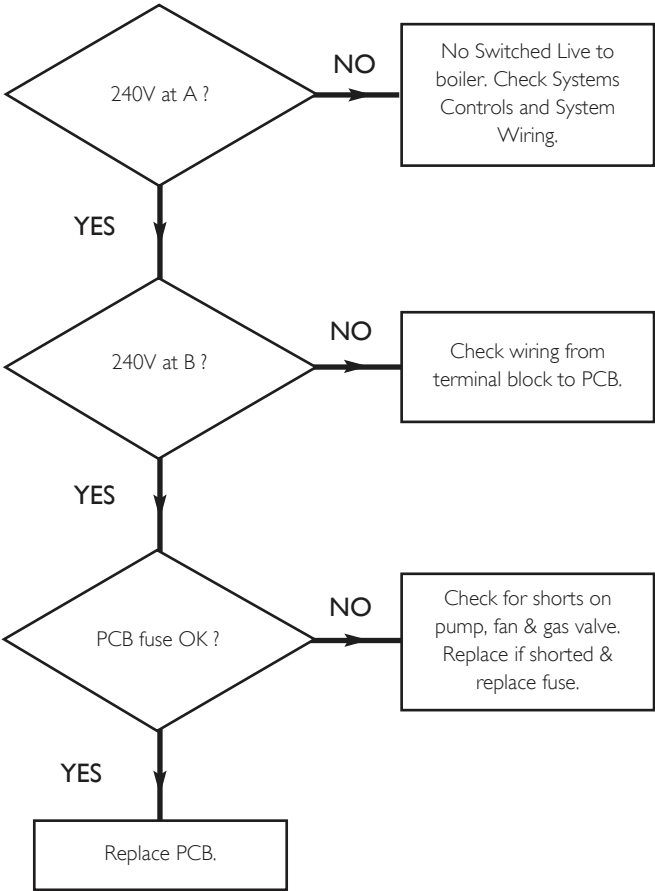 240V at A ?
NO
No Switched Live to
boiler. Check Systems
Controls and System
Wiring.
YES
240V at B ?
NO
Check wiring from
terminal block to PCB.
YES
PCB fuse OK ?
NO
Check for shorts on
pump, fan & gas valve.
Replace if shorted &
replace fuse.
YES
Replace PCB.